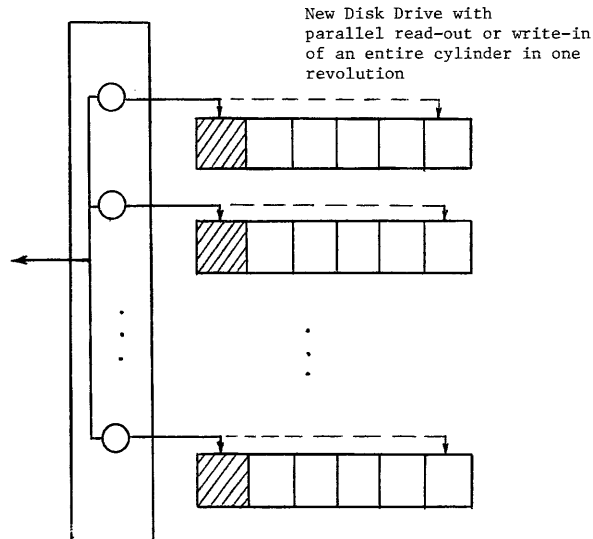 New Disk Drive with
parallel read-out or write-in
of an entire cylinder in one
revolution